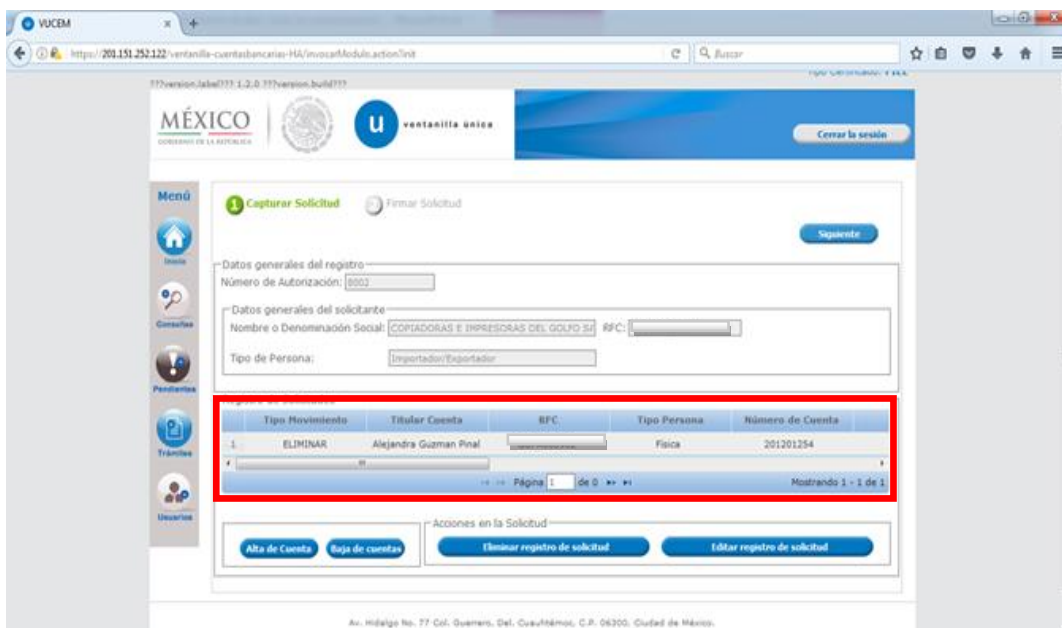 VUCEM
https://201.151.252.122/ventanilla-cuentasbancarias-HA/invocarModulo.action?init
Buscar
???version.label??? 1.2.0 ???version.build???
Tipo Certificado: FIEL
MÉXICO
GOBIERNO DE LA REPÚBLICA
u
ventanilla única
Cerrar la sesión
Menú
Inicio
Consultas
Pendientes
Trámites
Usuarios
1 Capturar Solicitud
Firmar Solicitud
Siguiente
Datos generales del registro
Número de Autorización: 8002
Datos generales del solicitante
Nombre o Denominación Social: COPIADORAS E IMPRESORAS DEL GOLFO SA RFC:
Tipo de Persona: Importador/Exportador
Tipo Movimiento Titular Cuenta RFC Tipo Persona Número de Cuenta
1 ELIMINAR Alejandra Guzman Pinal Fisica 201201254
Página 1 de 0
Mostrando 1 - 1 de 1
Acciones en la Solicitud
Alta de Cuenta Baja de cuentas Eliminar registro de solicitud Editar registro de solicitud
Av. Hidalgo No. 77 Col. Guerrero, Del. Cuauhtémoc, C.P. 06300, Ciudad de México.